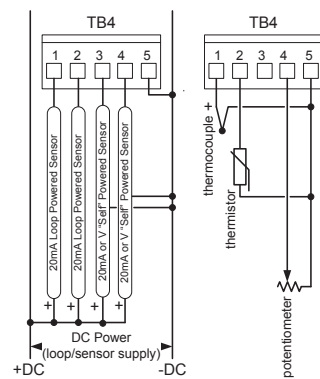 TB4
1 2 3 4 5
20mA Loop Powered Sensor
20mA Loop Powered Sensor
20mA or V "Self" Powered Sensor
20mA or V "Self" Powered Sensor
+ + + +
DC Power
(loop/sensor supply)
+DC
-DC
TB4
1 2 3 4 5
thermocouple +
thermistor
potentiometer